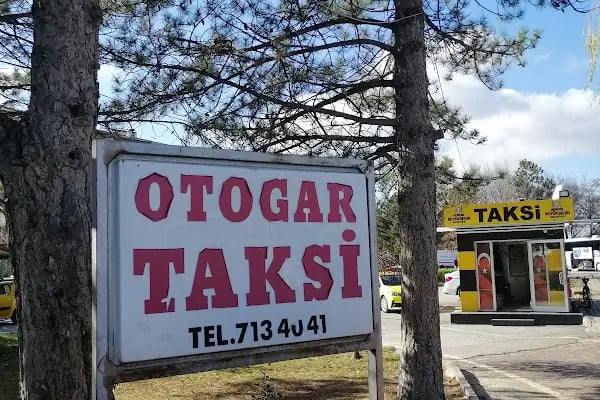 OTOGAR
TAKSİ
TEL.713 40 41
TAKSİ